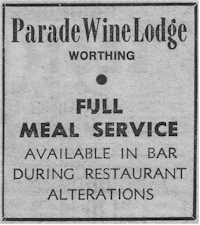 Parade Wine Lodge
WORTHING
FULL
MEAL SERVICE
AVAILABLE IN BAR
DURING RESTAURANT
ALTERATIONS